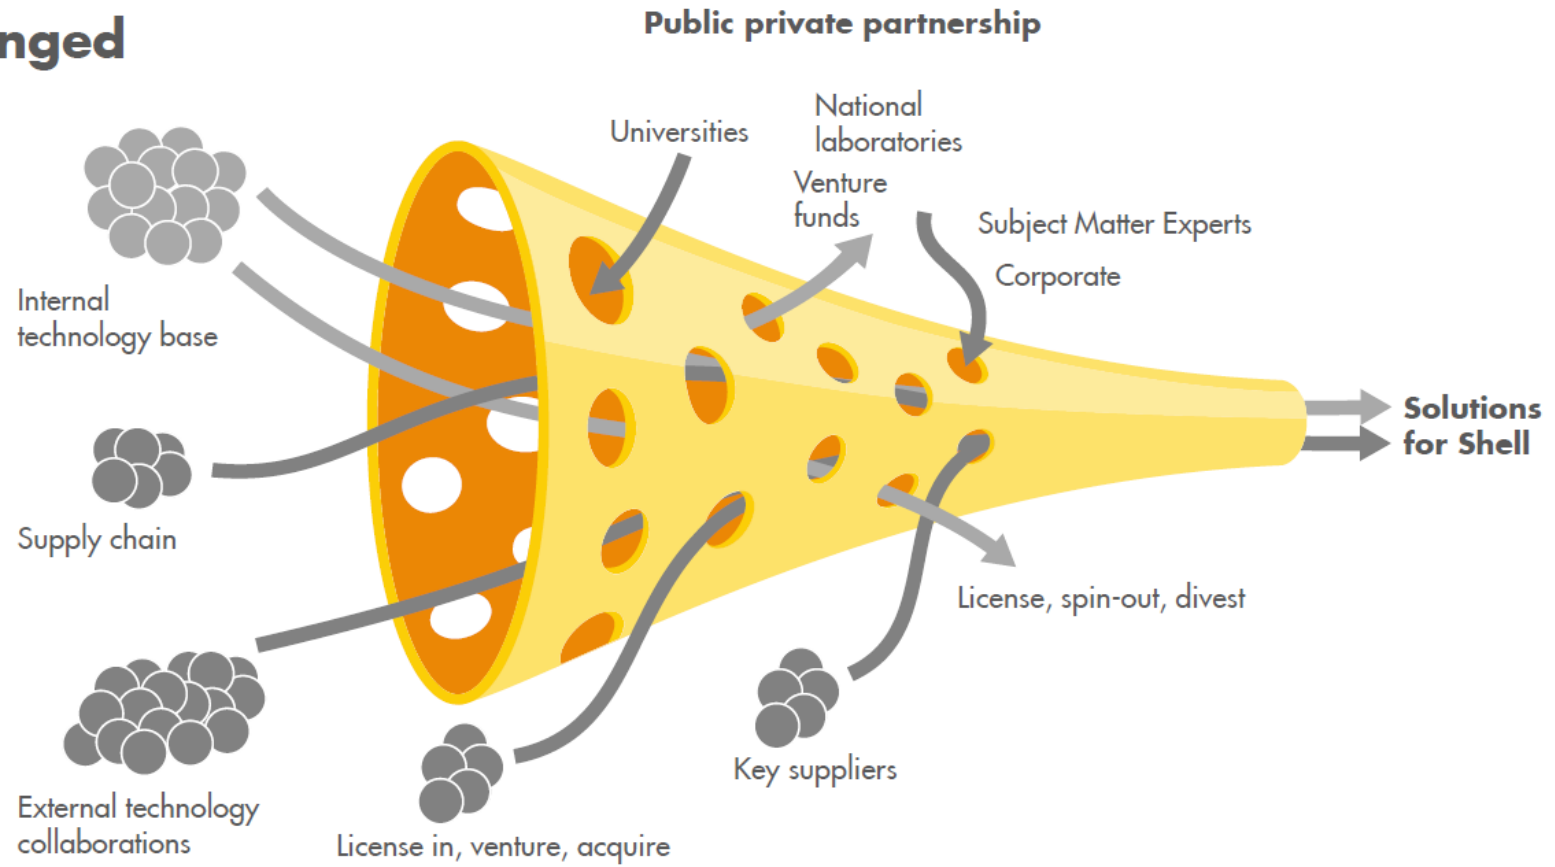 nged
Public private partnership
Universities
National
laboratories
Venture
funds
Subject Matter Experts
Corporate
Internal
technology base
Solutions
for Shell
Supply chain
License, spin-out, divest
Key suppliers
External technology
collaborations
License in, venture, acquire